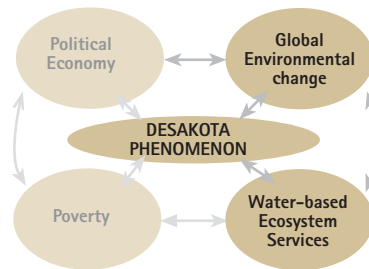 Political
Economy
Global
Environmental
change
DESAKOTA
PHENOMENON
Poverty
Water-based
Ecosystem
Services